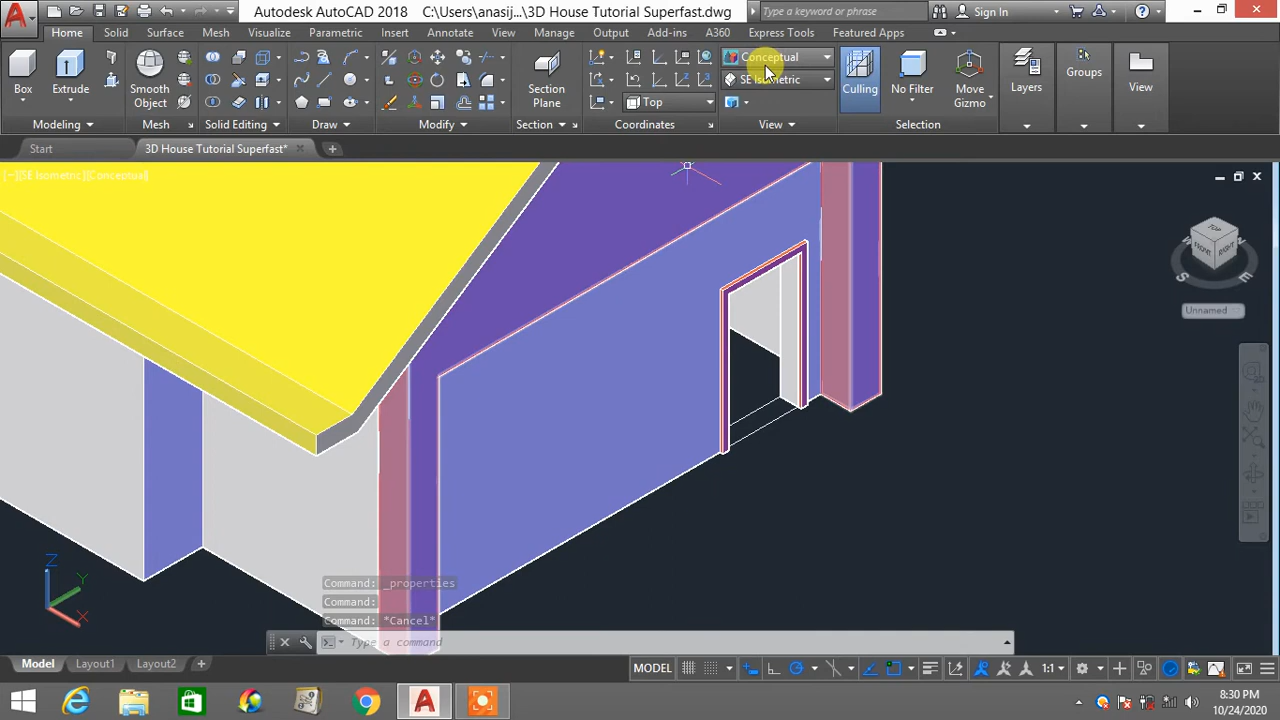 Autodesk AutoCAD 2018 C:\Users\anasij...\3D House Tutorial Superfast.dwg
Type a keyword or phrase
Sign In
Home Solid Surface Mesh Visualize Parametric Insert Annotate View Manage Output Add-ins A360 Express Tools Featured Apps
Box
Extrude
Smooth
Object
Section
Plane
Top
Conceptual
SE Isometric
Culling
No Filter
Move
Gizmo
Layers
Groups
View
Modeling
Mesh
Solid Editing
Draw
Modify
Section
Coordinates
View
Selection
Start
3D House Tutorial Superfast*
[−][SE Isometric][Conceptual]
TOP
FRONT
RIGHT
W
N
S
E
Unnamed
Z
Y
X
Command: _properties
Command:
Command: *Cancel*
Type a command
Model Layout1 Layout2
MODEL
1:1
8:30 PM
10/24/2020